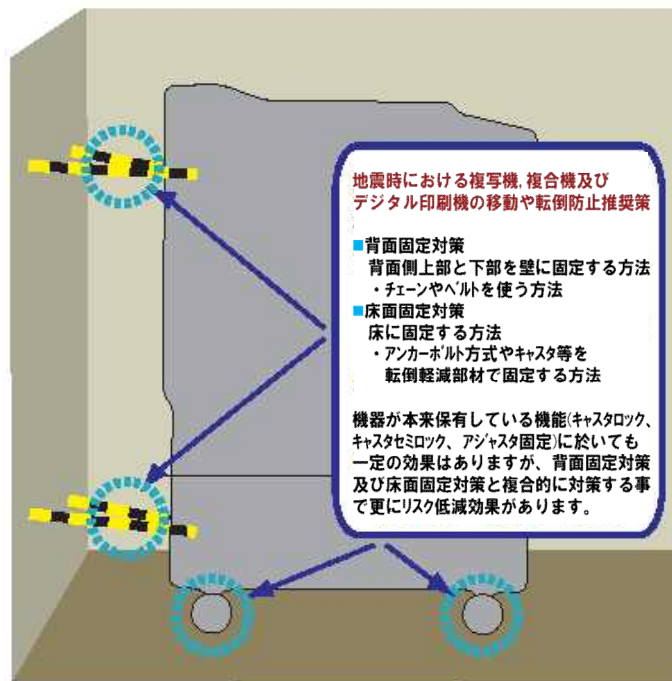 地震時における複写機、複合機及び
デジタル印刷機の移動や転倒防止推奨策
■背面固定対策
背面側上部と下部を壁に固定する方法
・チェーンやベルトを使う方法
■床面固定対策
床に固定する方法
・アンカーボルト方式やキャスタ等を
転倒軽減部材で固定する方法
機器が本来保有している機能(キャスタロック、
キャスタセミロック、アジャスタ固定)に於いても
一定の効果はありますが、背面固定対策
及び床面固定対策と複合的に対策する事
で更にリスク低減効果があります。